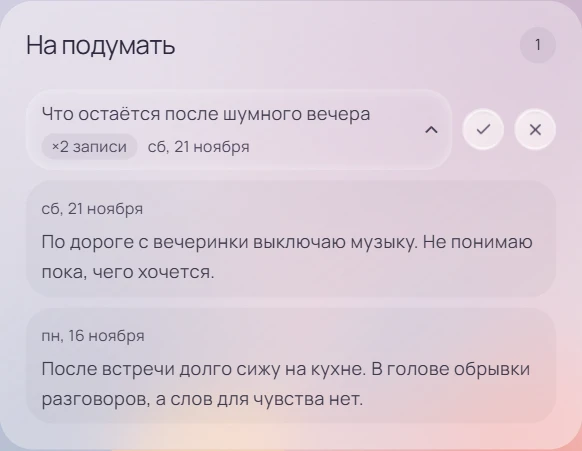 На подумать
1
Что остаётся после шумного вечера
×2 записи сб, 21 ноября
сб, 21 ноября
По дороге с вечеринки выключаю музыку. Не понимаю
пока, чего хочется.
пн, 16 ноября
После встречи долго сижу на кухне. В голове обрывки
разговоров, а слов для чувства нет.